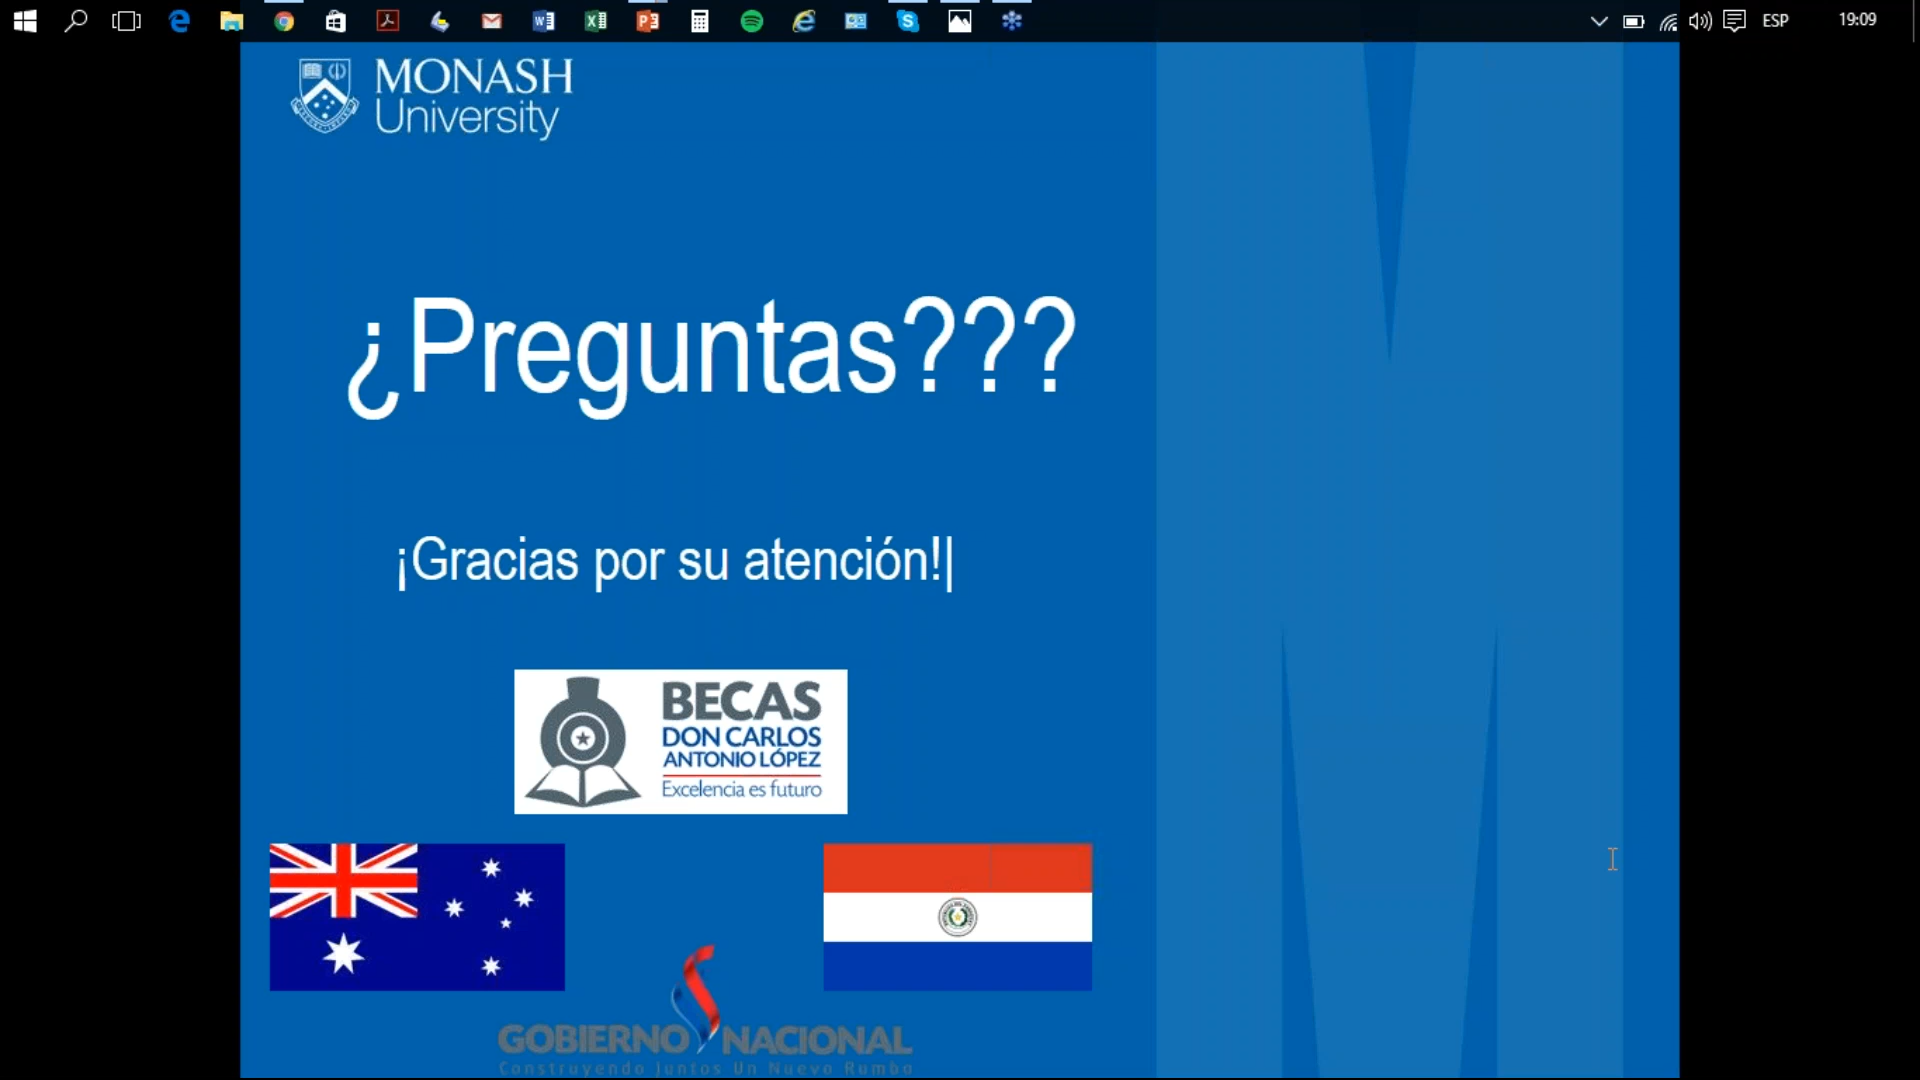 ESP
19:09
MONASH
University
¿Preguntas???
¡Gracias por su atención!
BECAS
DON CARLOS
ANTONIO LÓPEZ
Excelencia es futuro
GOBIERNO NACIONAL
Construyendo Juntos Un Nuevo Rumbo